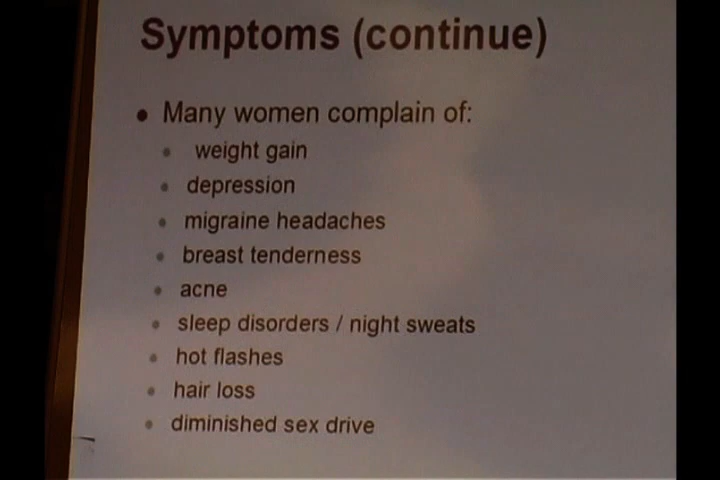 Symptoms (continue)
• Many women complain of:
• weight gain
• depression
• migraine headaches
• breast tenderness
• acne
• sleep disorders / night sweats
• hot flashes
• hair loss
• diminished sex drive